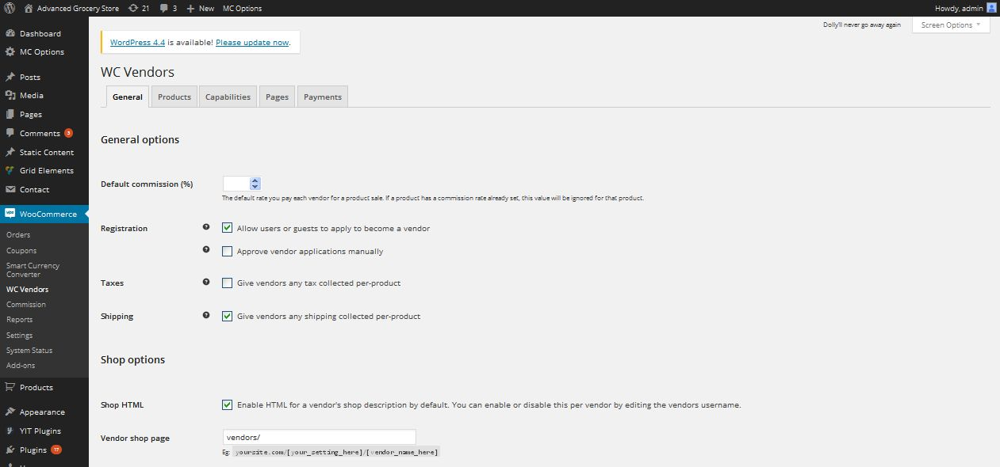 Advanced Grocery Store 21 3 New MC Options Howdy, admin
Dashboard
MC Options
Posts
Media
Pages
Comments 3
Static Content
Grid Elements
Contact
WooCommerce
Orders
Coupons
Smart Currency
Converter
WC Vendors
Commission
Reports
Settings
System Status
Add-ons
Products
Appearance
YIT Plugins
Plugins 17
Dolly'll never go away again Screen Options
WordPress 4.4 is available! Please update now.
WC Vendors
General Products Capabilities Pages Payments
General options
Default commission (%)
The default rate you pay each vendor for a product sale. If a product has a commission rate already set, this value will be ignored for that product.
Registration Allow users or guests to apply to become a vendor
Approve vendor applications manually
Taxes Give vendors any tax collected per-product
Shipping Give vendors any shipping collected per-product
Shop options
Shop HTML Enable HTML for a vendor's shop description by default. You can enable or disable this per vendor by editing the vendors username.
Vendor shop page vendors/
Eg: yoursite.com/[your_setting_here]/[vendor_name_here]